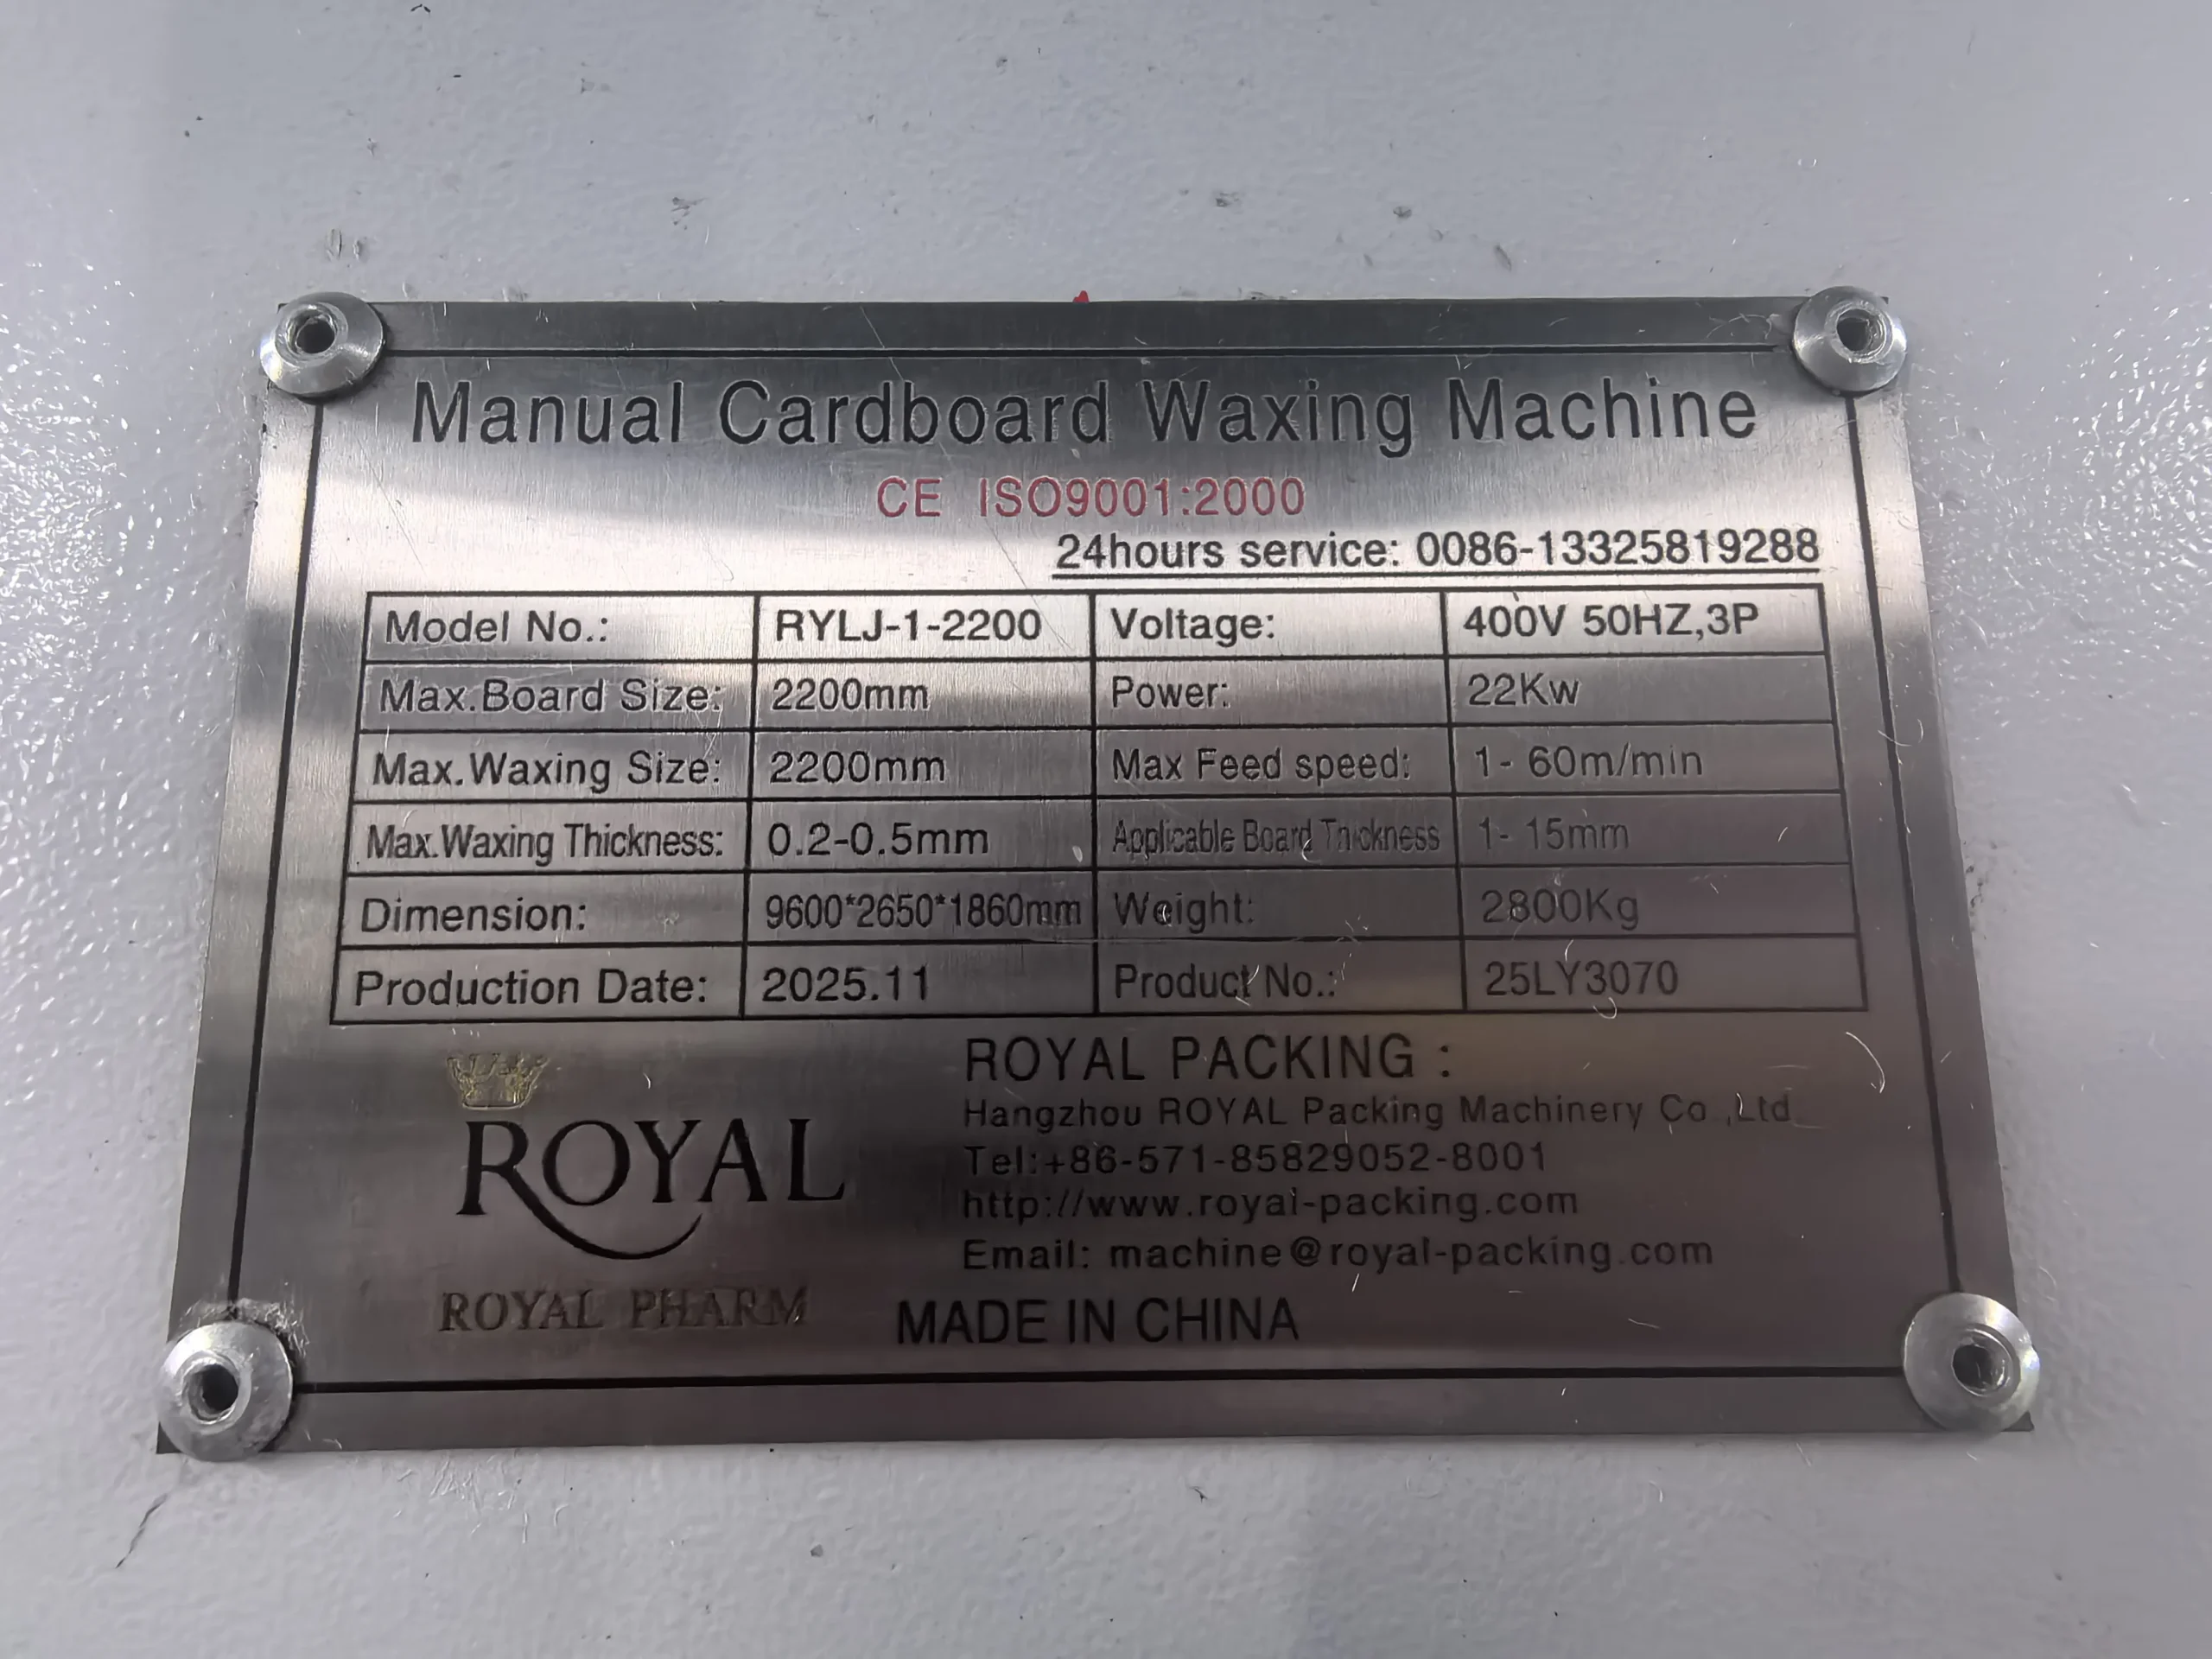 Manual Cardboard Waxing Machine
CE ISO9001:2000
24hours service: 0086-13325819288
Model No.: RYLJ-1-2200 Voltage: 400V 50HZ,3P
Max.Board Size: 2200mm Power: 22Kw
Max.Waxing Size: 2200mm Max Feed speed: 1- 60m/min
Max.Waxing Thickness: 0.2-0.5mm Applicable Board Thickness 1- 15mm
Dimension: 9600*2650*1860mm Weight: 2800Kg
Production Date: 2025.11 Product No.: 25LY3070
ROYAL
ROYAL PHARM
ROYAL PACKING :
Hangzhou ROYAL Packing Machinery Co.,Ltd
Tel:+86-571-85829052-8001
http://www.royal-packing.com
Email: machine@royal-packing.com
MADE IN CHINA